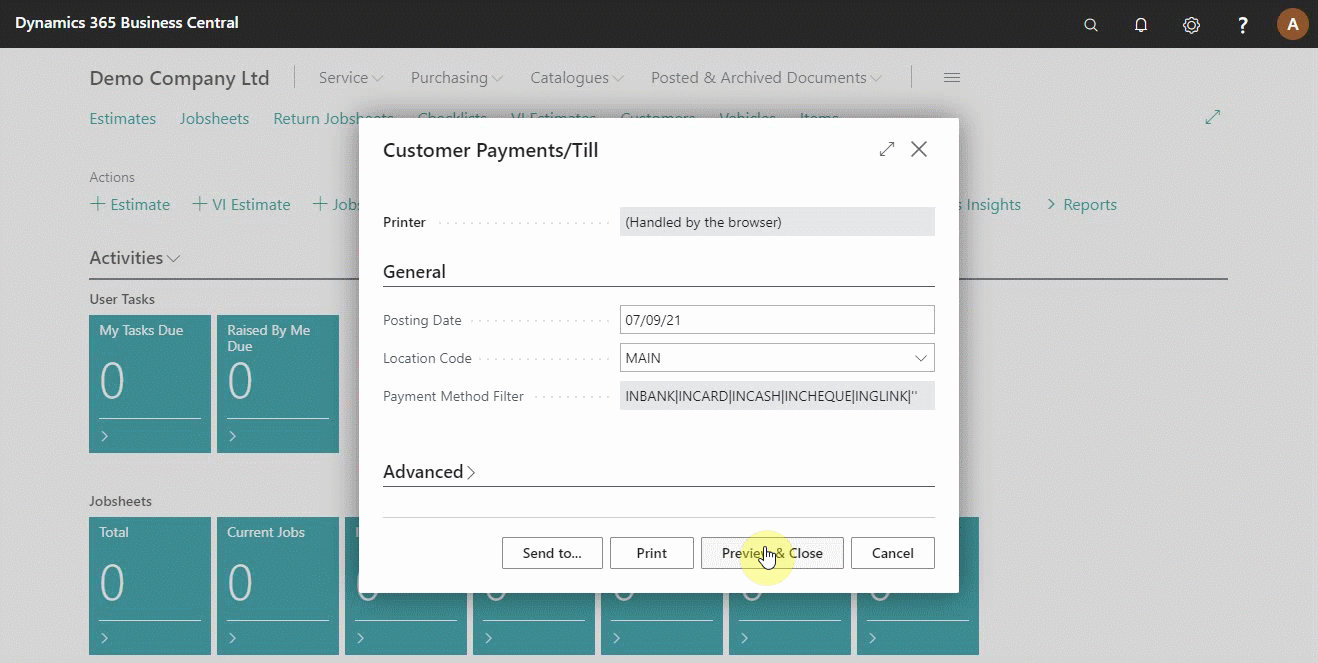 Dynamics 365 Business Central
A
Demo Company Ltd
Service
Purchasing
Catalogues
Posted & Archived Documents
Estimates
Jobsheets
Return Jobsheets
Checklists
VI Estimates
Customers
Vehicles
Items
Actions
+ Estimate
+ VI Estimate
Insights
Reports
Activities
User Tasks
My Tasks Due
0
Raised By Me
Due
0
Jobsheets
Total
0
Current Jobs
0
Customer Payments/Till
Printer
(Handled by the browser)
General
Posting Date
07/09/21
Location Code
MAIN
Payment Method Filter
INBANK|INCARD|INCASH|INCHEQUE|INGLINK|''
Advanced
Send to...
Print
Preview & Close
Cancel